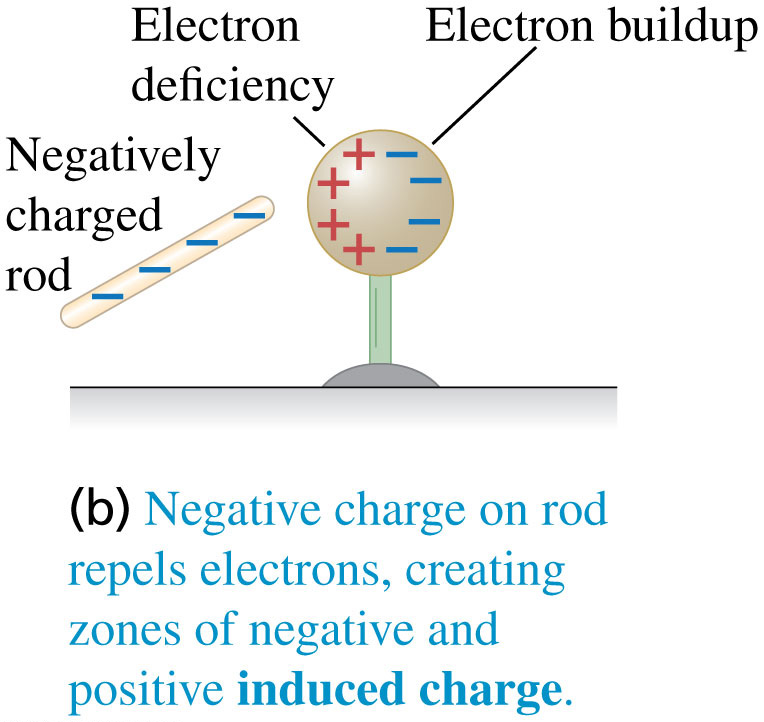 Electron
deficiency
Electron buildup
Negatively
charged
rod
(b) Negative charge on rod
repels electrons, creating
zones of negative and
positive induced charge.